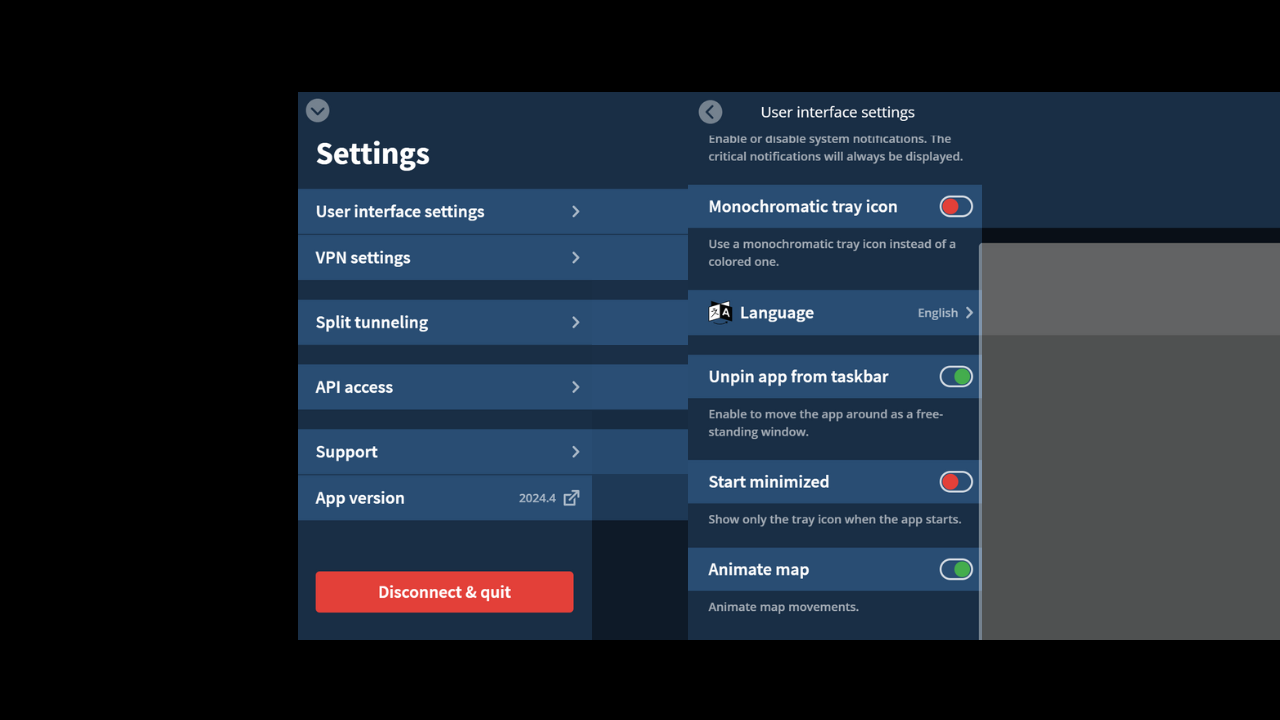 Settings
User interface settings
VPN settings
Split tunneling
API access
Support
App version 2024.4
Disconnect & quit
User interface settings
Enable or disable system notifications. The
critical notifications will always be displayed.
Monochromatic tray icon
Use a monochromatic tray icon instead of a
colored one.
Language English
Unpin app from taskbar
Enable to move the app around as a free-
standing window.
Start minimized
Show only the tray icon when the app starts.
Animate map
Animate map movements.